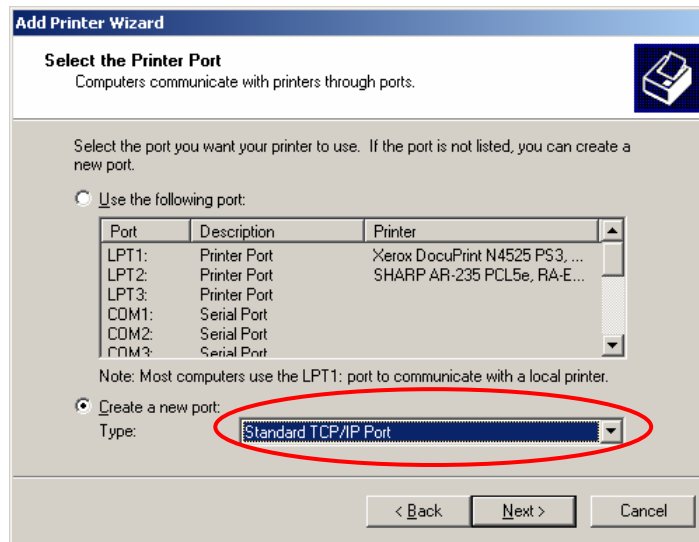 Add Printer Wizard
Select the Printer Port
Computers communicate with printers through ports.
Select the port you want your printer to use. If the port is not listed, you can create a
new port.
Use the following port:
Port Description Printer
LPT1: Printer Port Xerox DocuPrint N4525 PS3, ...
LPT2: Printer Port SHARP AR-235 PCL5e, RA-E...
LPT3: Printer Port
COM1: Serial Port
COM2: Serial Port
COM3: Serial Port
Note: Most computers use the LPT1: port to communicate with a local printer.
Create a new port:
Type: Standard TCP/IP Port
< Back Next > Cancel